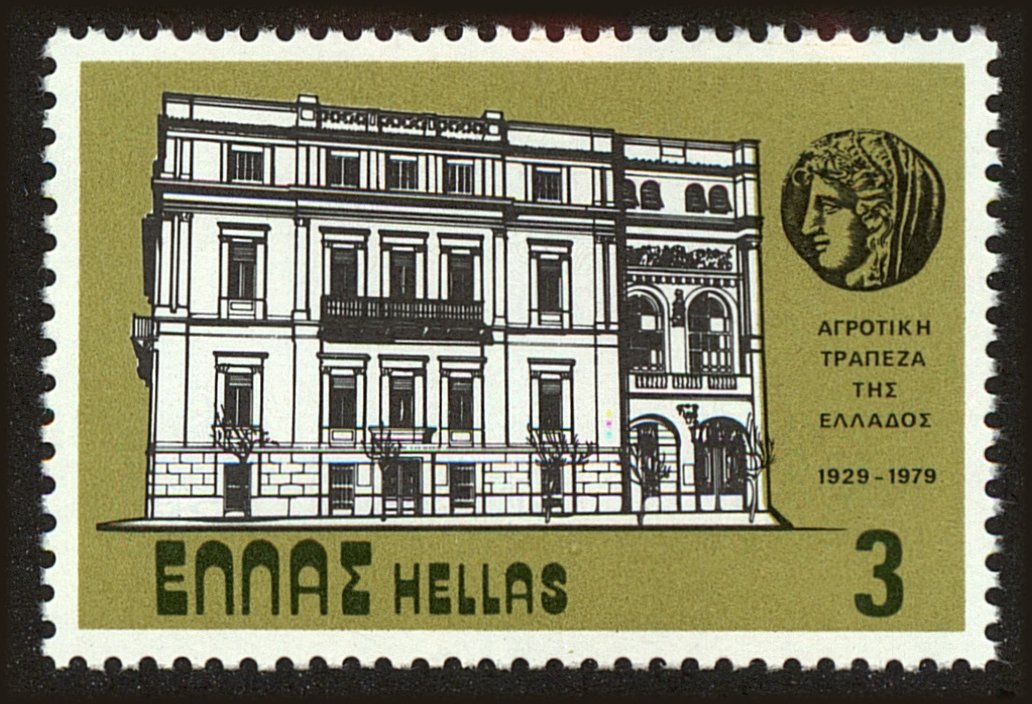 ΑΓΡΟΤΙΚΗ
ΤΡΑΠΕΖΑ
ΤΗΣ
ΕΛΛΑΔΟΣ
1929-1979
ΕΛΛΑΣ HELLAS
3